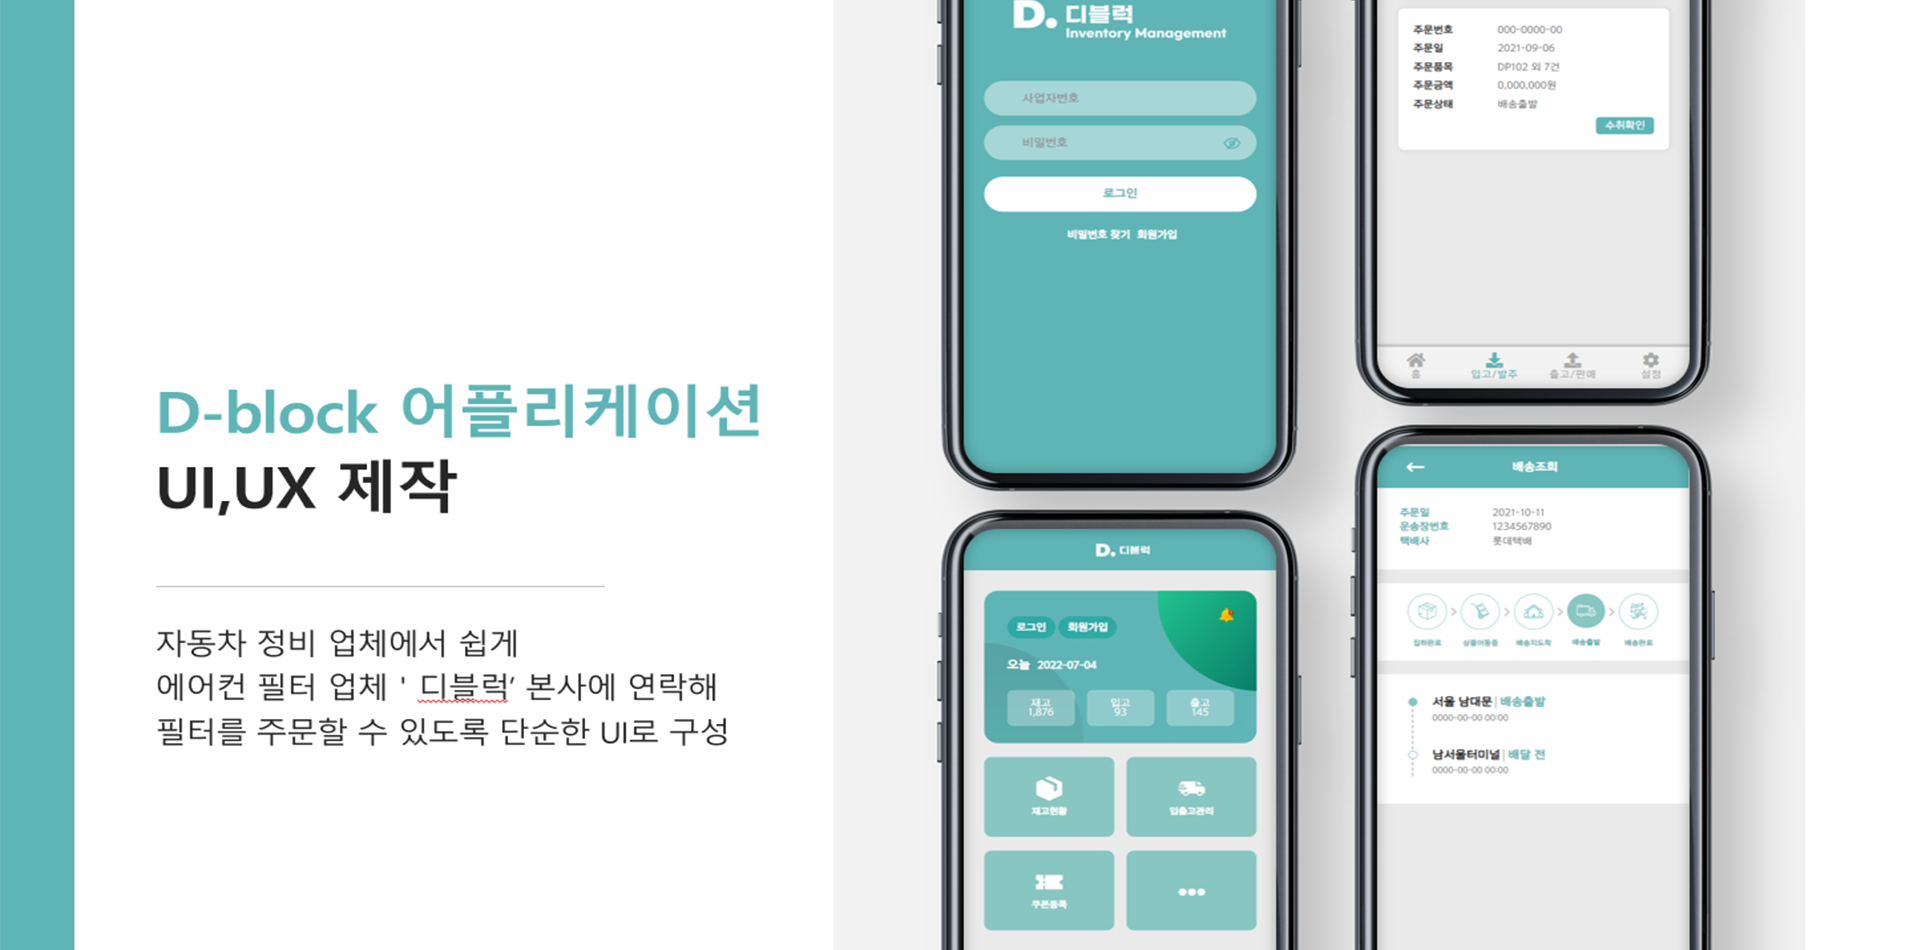 D-block 어플리케이션
UI,UX 제작
자동차 정비 업체에서 쉽게
에어컨 필터 업체 ' 디블럭’ 본사에 연락해
필터를 주문할 수 있도록 단순한 UI로 구성
D. 디블럭
Inventory Management
사업자번호
비밀번호
로그인
비밀번호 찾기 회원가입
주문번호 000-0000-00
주문일 2021-09-06
주문품목 DP102 외 7건
주문금액 0,000,000원
주문상태 배송출발
수취확인
홈 입고/발주 출고/판매 설정
D. 디블럭
로그인 회원가입
오늘 2022-07-04
재고 입고 출고
1,876 93 145
재고현황 입출고관리
쿠폰등록
배송조회
주문일 2021-10-11
운송장번호 1234567890
택배사 롯데택배
집하완료 상품이동중 배송지도착 배송출발 배송완료
서울 남대문 | 배송출발
0000-00-00 00:00
남서울터미널 | 배달 전
0000-00-00 00:00